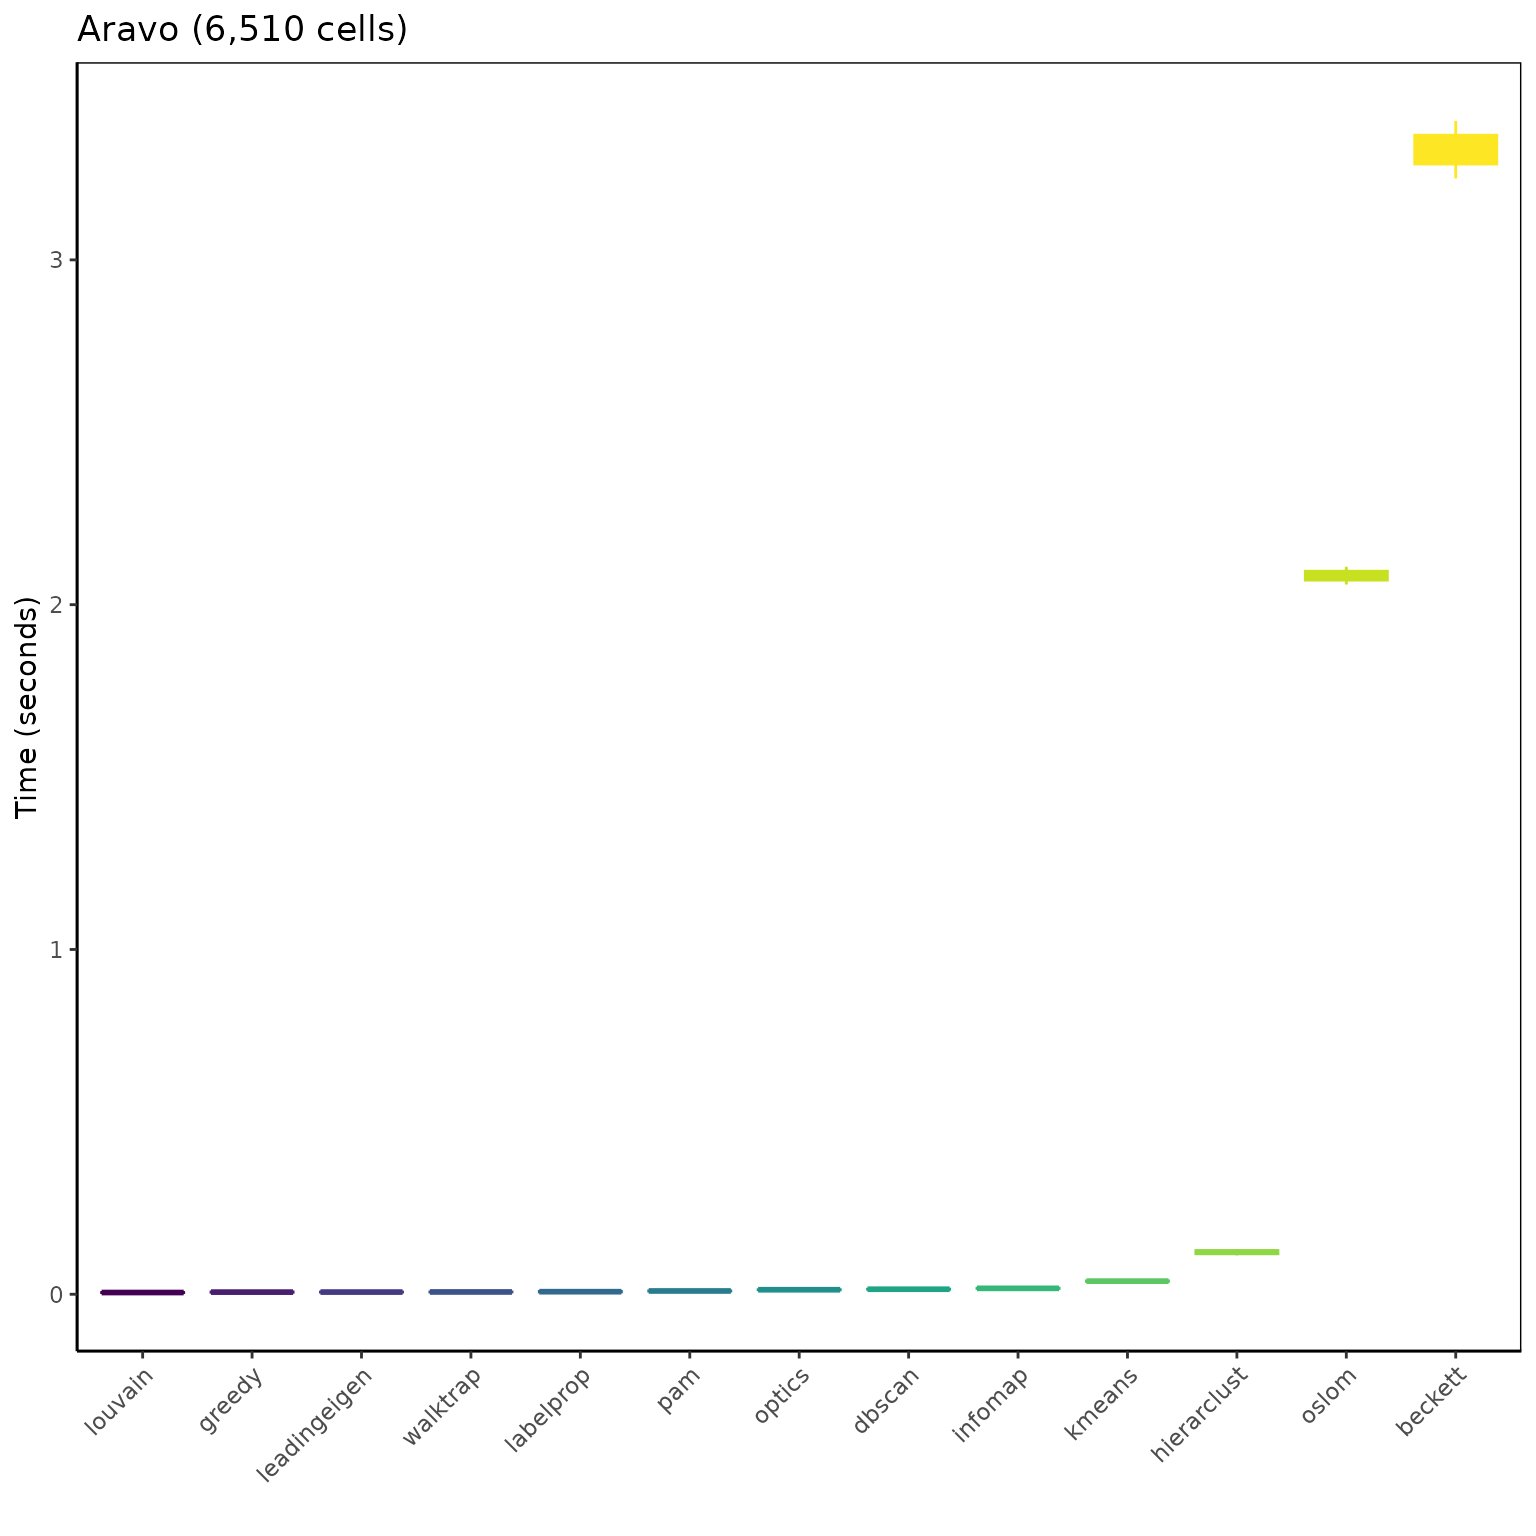 Aravo (6,510 cells)
Time (seconds)
3
2
1
0
louvain
greedy
leadingeigen
walktrap
labelprop
pam
optics
dbscan
infomap
kmeans
hierarclust
oslom
beckett